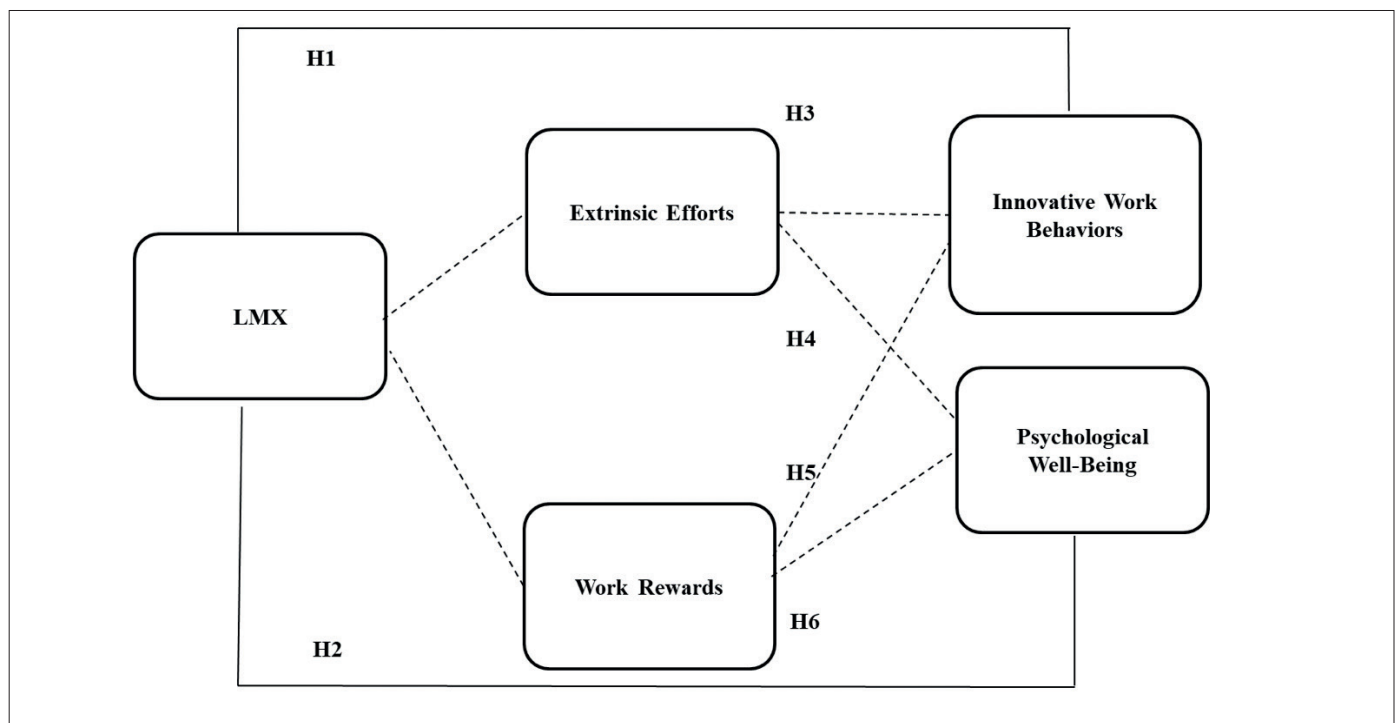 H1
H3
Extrinsic Efforts
Innovative Work
Behaviors
LMX
H4
Psychological
Well-Being
H5
Work Rewards
H6
H2